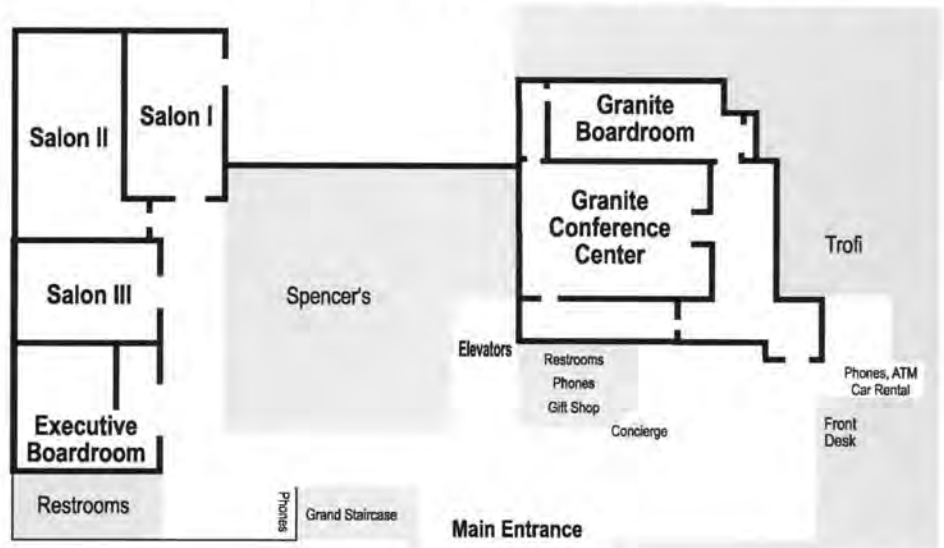 Salon II
Salon I
Granite
Boardroom
Granite
Conference
Center
Trofi
Salon III
Spencer's
Elevators
Restrooms
Phones
Gift Shop
Concierge
Phones, ATM
Car Rental
Front
Desk
Executive
Boardroom
Restrooms
Phones
Grand Staircase
Main Entrance